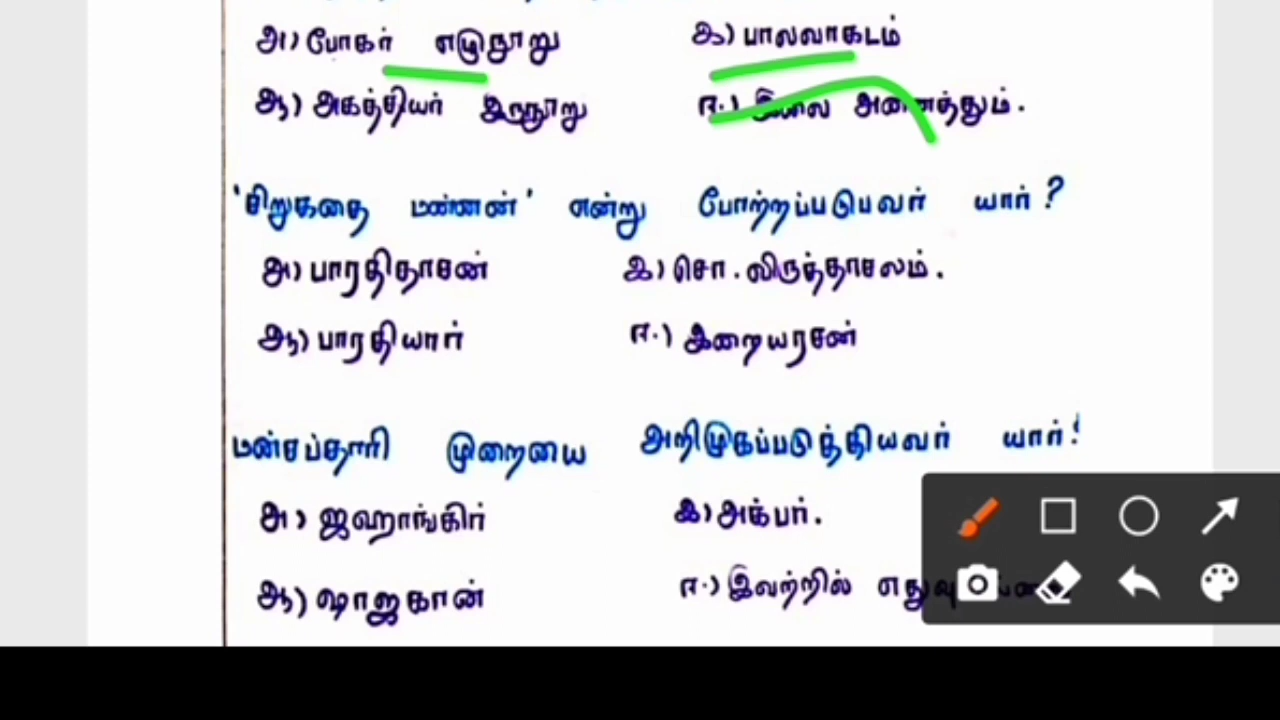 அ) போகர் எழுநூறு இ) பாலவாகடம்
ஆ) அகத்தியர் இருநூறு ஈ) இவை அனைத்தும்.
'சிறுகதை மன்னன்' என்று போற்றப்படுபவர் யார்?
அ) பாரதிதாசன் இ) சொ.விருத்தாசலம்.
ஆ) பாரதியார் ஈ) இறையரசன்
மன்சப்தாரி முறையை அறிமுகப்படுத்தியவர் யார்?
அ) ஜஹாங்கிர் இ) அக்பர்.
ஆ) ஷாஜகான் ஈ) இவற்றில்